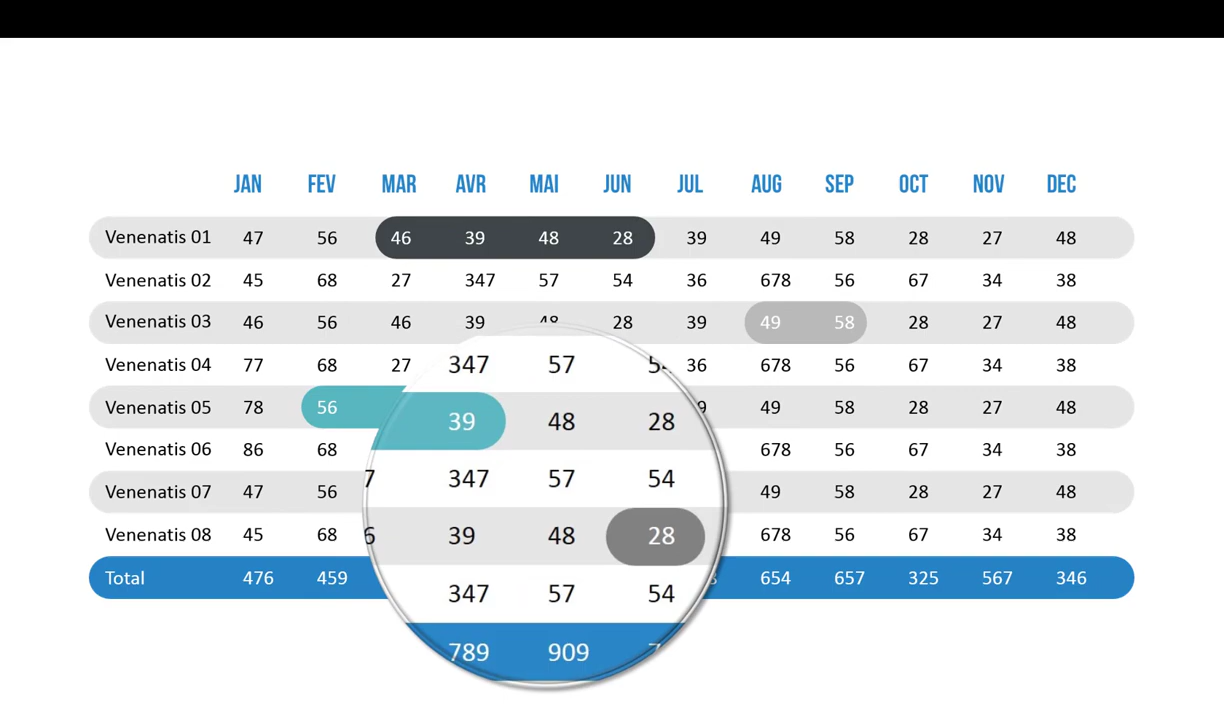 JAN FEV MAR AVR MAI JUN JUL AUG SEP OCT NOV DEC
Venenatis 01 47 56 46 39 48 28 39 49 58 28 27 48
Venenatis 02 45 68 27 347 57 54 36 678 56 67 34 38
Venenatis 03 46 56 46 39 48 28 39 49 58 28 27 48
Venenatis 04 77 68 27 347 57 54 36 678 56 67 34 38
Venenatis 05 78 56 39 48 28 49 58 28 27 48
Venenatis 06 86 68 347 57 54 678 56 67 34 38
Venenatis 07 47 56 39 48 28 49 58 28 27 48
Venenatis 08 45 68 347 57 54 678 56 67 34 38
Total 476 459 789 909 654 657 325 567 346